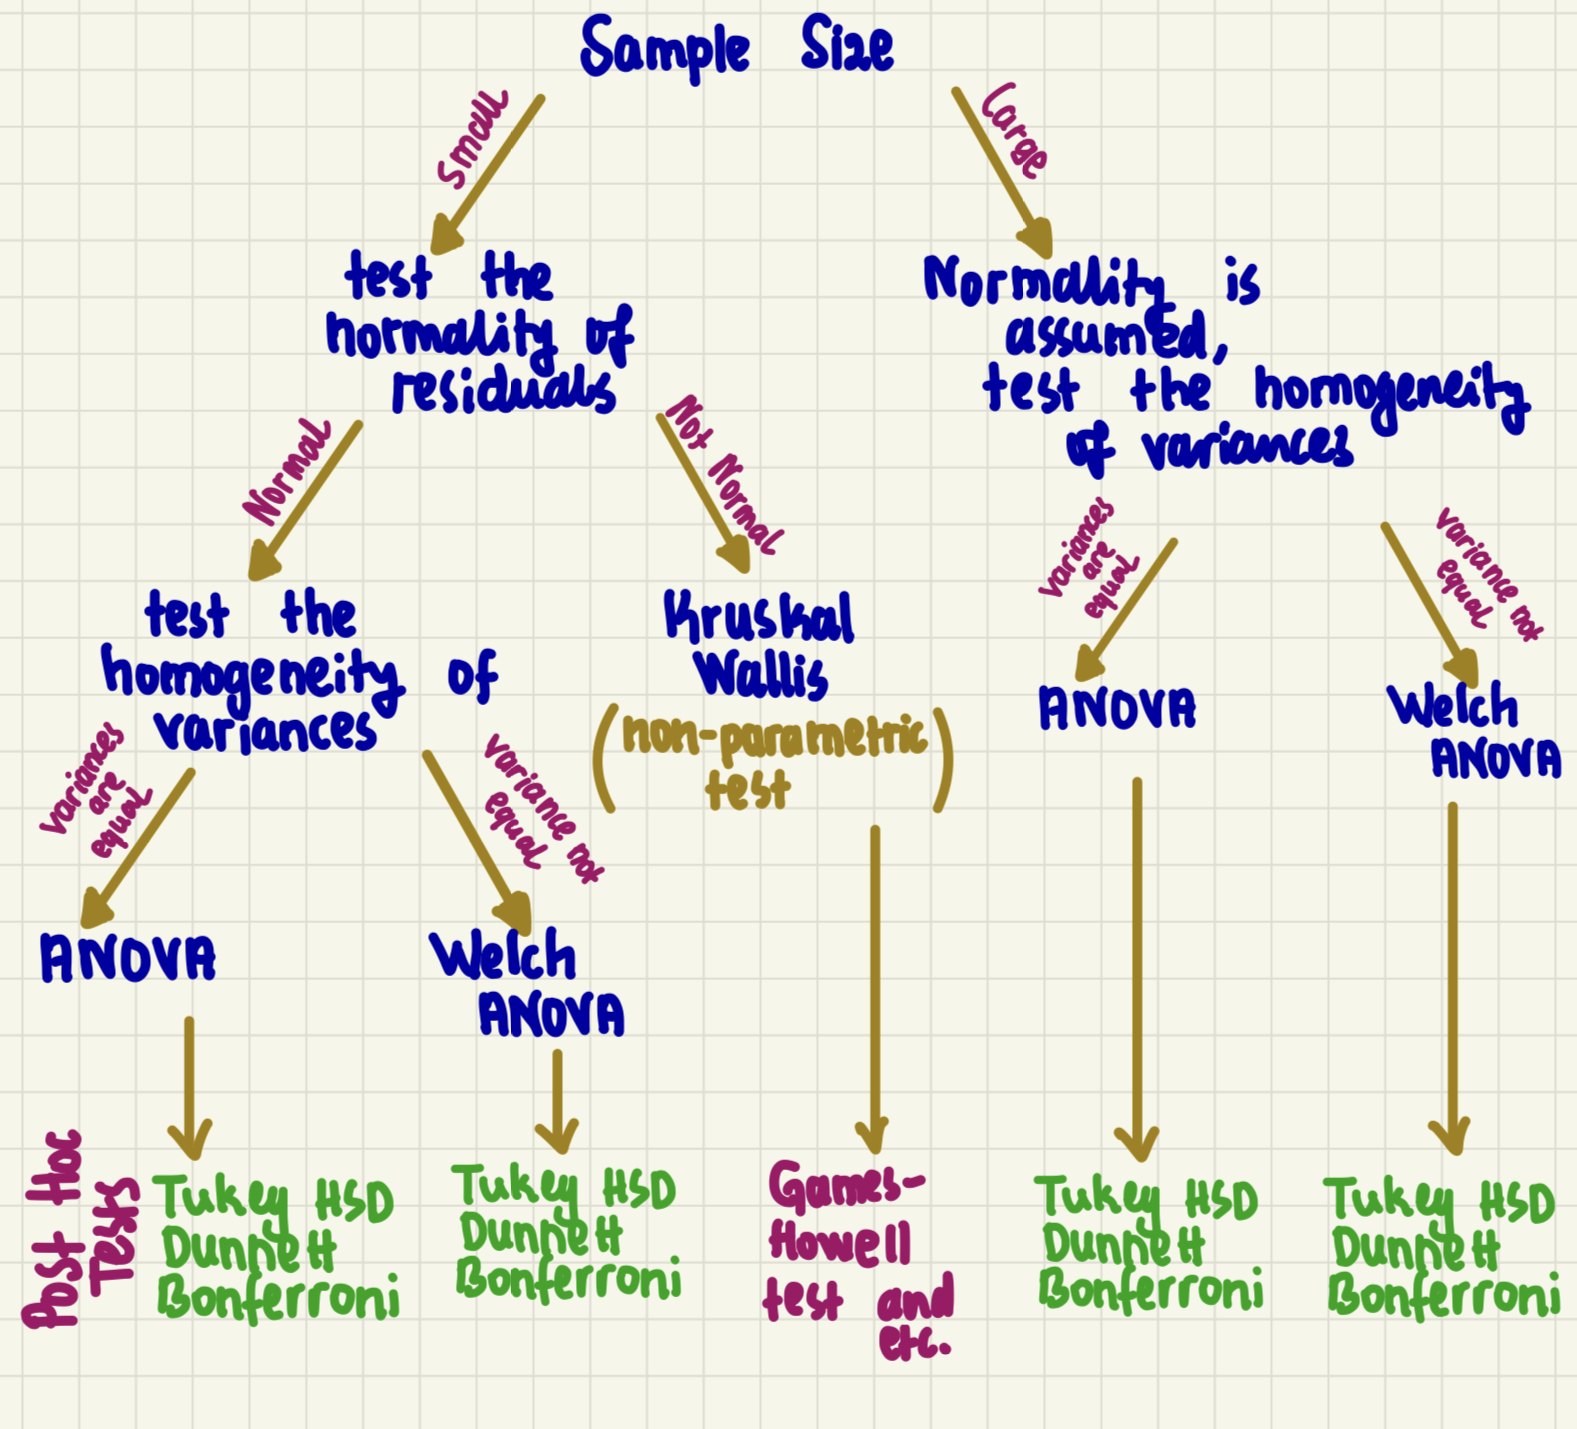 Sample Size
small
Large
test the
normality of
residuals
Normality is
assumed,
test the homogeneity
of variances
Normal
Not Normal
variances
are
equal
variance not
equal
test the
homogeneity of
variances
Kruskal
Wallis
(non-parametric
test)
ANOVA
Welch
ANOVA
variances
are
equal
variance not
equal
ANOVA
Welch
ANOVA
Post Hoc
Tests
Tukey HSD
Dunnett
Bonferroni
Tukey HSD
Dunnett
Bonferroni
Games-
Howell
test and
etc.
Tukey HSD
Dunnett
Bonferroni
Tukey HSD
Dunnett
Bonferroni